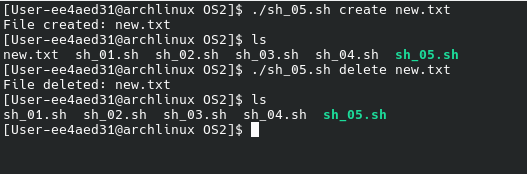 [User-ee4aed31@archlinux OS2]$ ./sh_05.sh create new.txt
File created: new.txt
[User-ee4aed31@archlinux OS2]$ ls
new.txt  sh_01.sh  sh_02.sh  sh_03.sh  sh_04.sh  sh_05.sh
[User-ee4aed31@archlinux OS2]$ ./sh_05.sh delete new.txt
File deleted: new.txt
[User-ee4aed31@archlinux OS2]$ ls
sh_01.sh  sh_02.sh  sh_03.sh  sh_04.sh  sh_05.sh
[User-ee4aed31@archlinux OS2]$